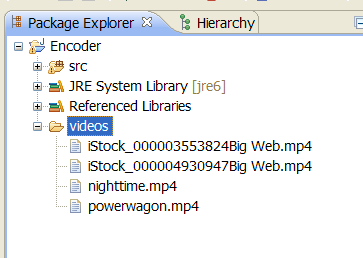 Package Explorer Hierarchy
Encoder
src
JRE System Library [jre6]
Referenced Libraries
videos
iStock_000003553824Big Web.mp4
iStock_000004930947Big Web.mp4
nighttime.mp4
powerwagon.mp4